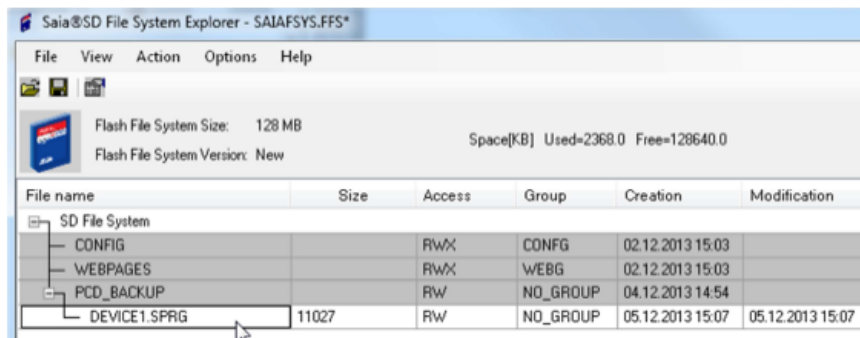 Saia®SD File System Explorer - SAIAFSYS.FFS*
File View Action Options Help
Flash File System Size: 128 MB
Space[KB] Used=2368.0 Free=128640.0
Flash File System Version: New
File name Size Access Group Creation Modification
SD File System
CONFIG RWX CONFG 02.12.2013 15:03
WEBPAGES RWX WEBG 02.12.2013 15:03
PCD_BACKUP RW NO_GROUP 04.12.2013 14:54
DEVICE1.SPRG 11027 RW NO_GROUP 05.12.2013 15:07 05.12.2013 15:07